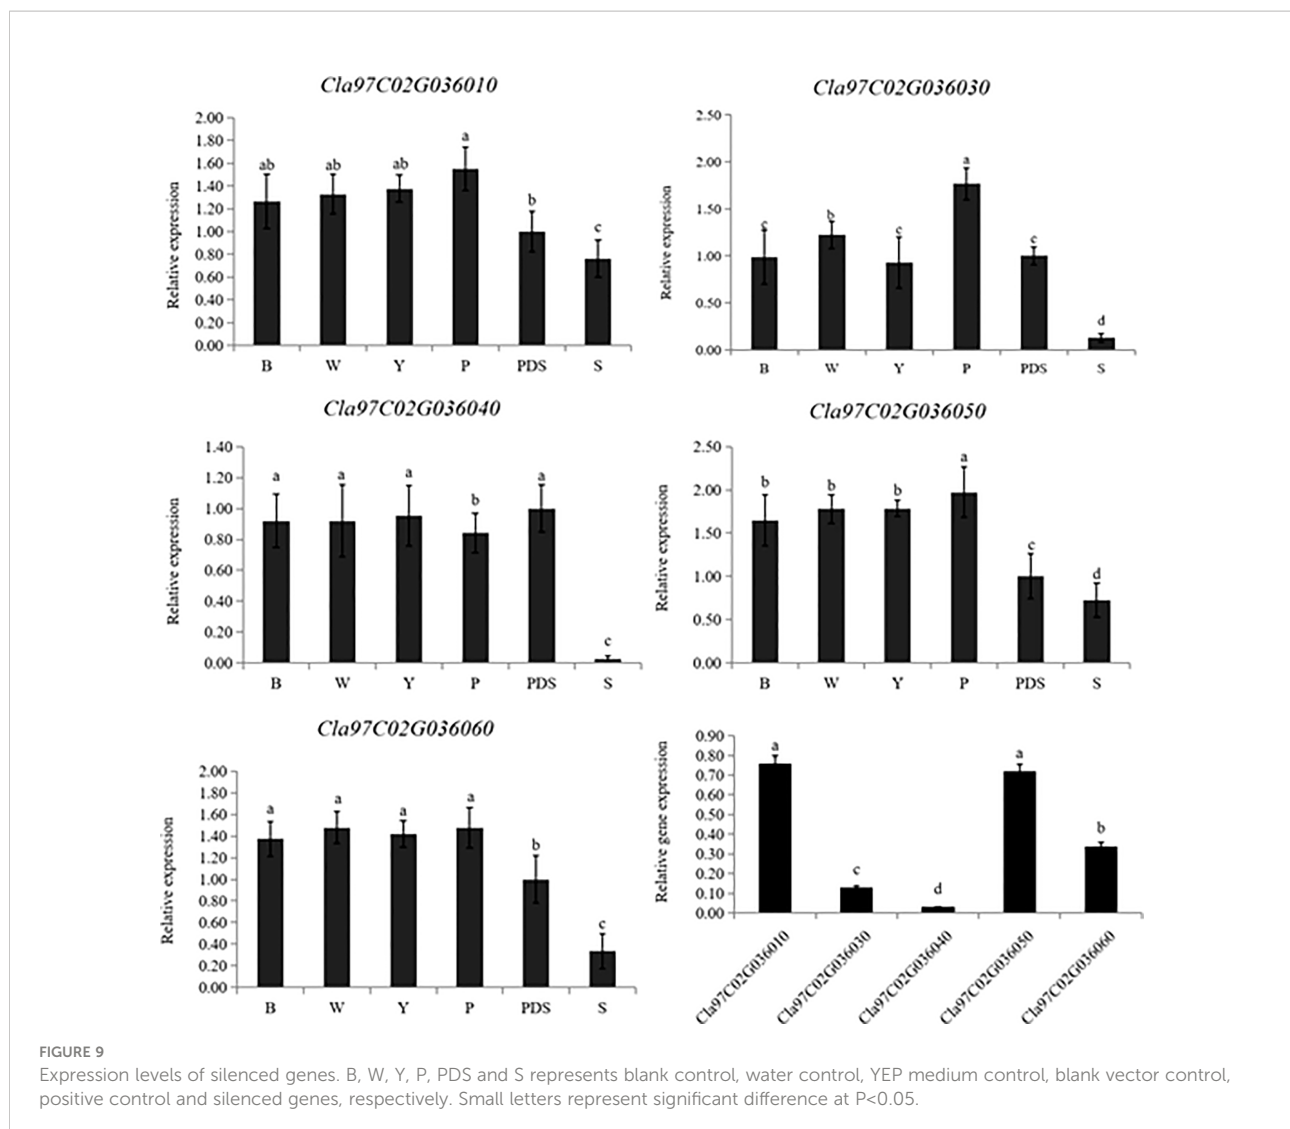 Cla97C02G036010
Relative expression
2.00
1.80
1.60
1.40
1.20
1.00
0.80
0.60
0.40
0.20
0.00
ab ab ab a b c
B W Y P PDS S
Cla97C02G036030
Relative expression
2.50
2.00
1.50
1.00
0.50
0.00
c b c a c d
B W Y P PDS S
Cla97C02G036040
Relative expression
1.40
1.20
1.00
0.80
0.60
0.40
0.20
0.00
a a a b a c
B W Y P PDS S
Cla97C02G036050
Relative expression
2.50
2.00
1.50
1.00
0.50
0.00
b b b a c d
B W Y P PDS S
Cla97C02G036060
Relative expression
2.00
1.80
1.60
1.40
1.20
1.00
0.80
0.60
0.40
0.20
0.00
a a a a b c
B W Y P PDS S
Relative gene expression
0.90
0.80
0.70
0.60
0.50
0.40
0.30
0.20
0.10
0.00
a c d a b
Cla97C02G036010
Cla97C02G036030
Cla97C02G036040
Cla97C02G036050
Cla97C02G036060
FIGURE 9
Expression levels of silenced genes. B, W, Y, P, PDS and S represents blank control, water control, YEP medium control, blank vector control,
positive control and silenced genes, respectively. Small letters represent significant difference at P<0.05.